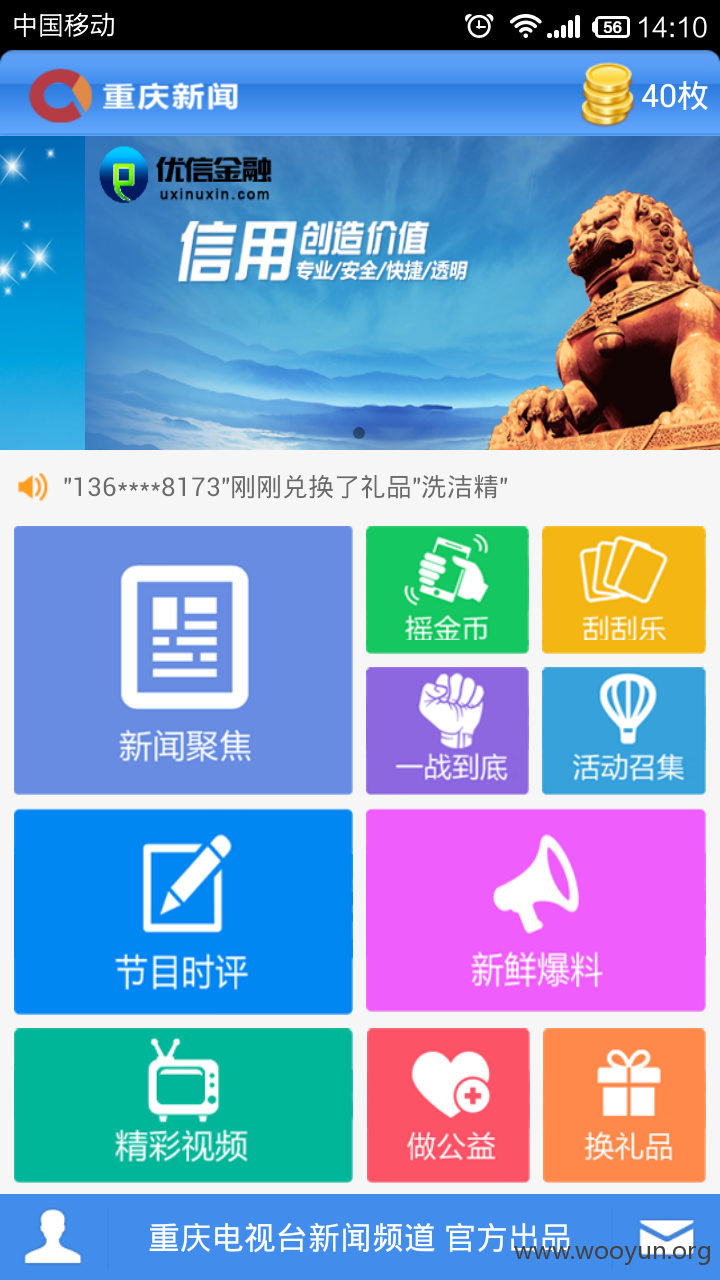 中国移动 56 14:10
重庆新闻 40枚
优信金融
uxinuxin.com
信用创造价值
专业/安全/快捷/透明
"136****8173"刚刚兑换了礼品"洗洁精"
新闻聚焦
摇金币
刮刮乐
一战到底
活动召集
节目时评
新鲜爆料
精彩视频
做公益
换礼品
重庆电视台新闻频道 官方出品
www.wooyun.org